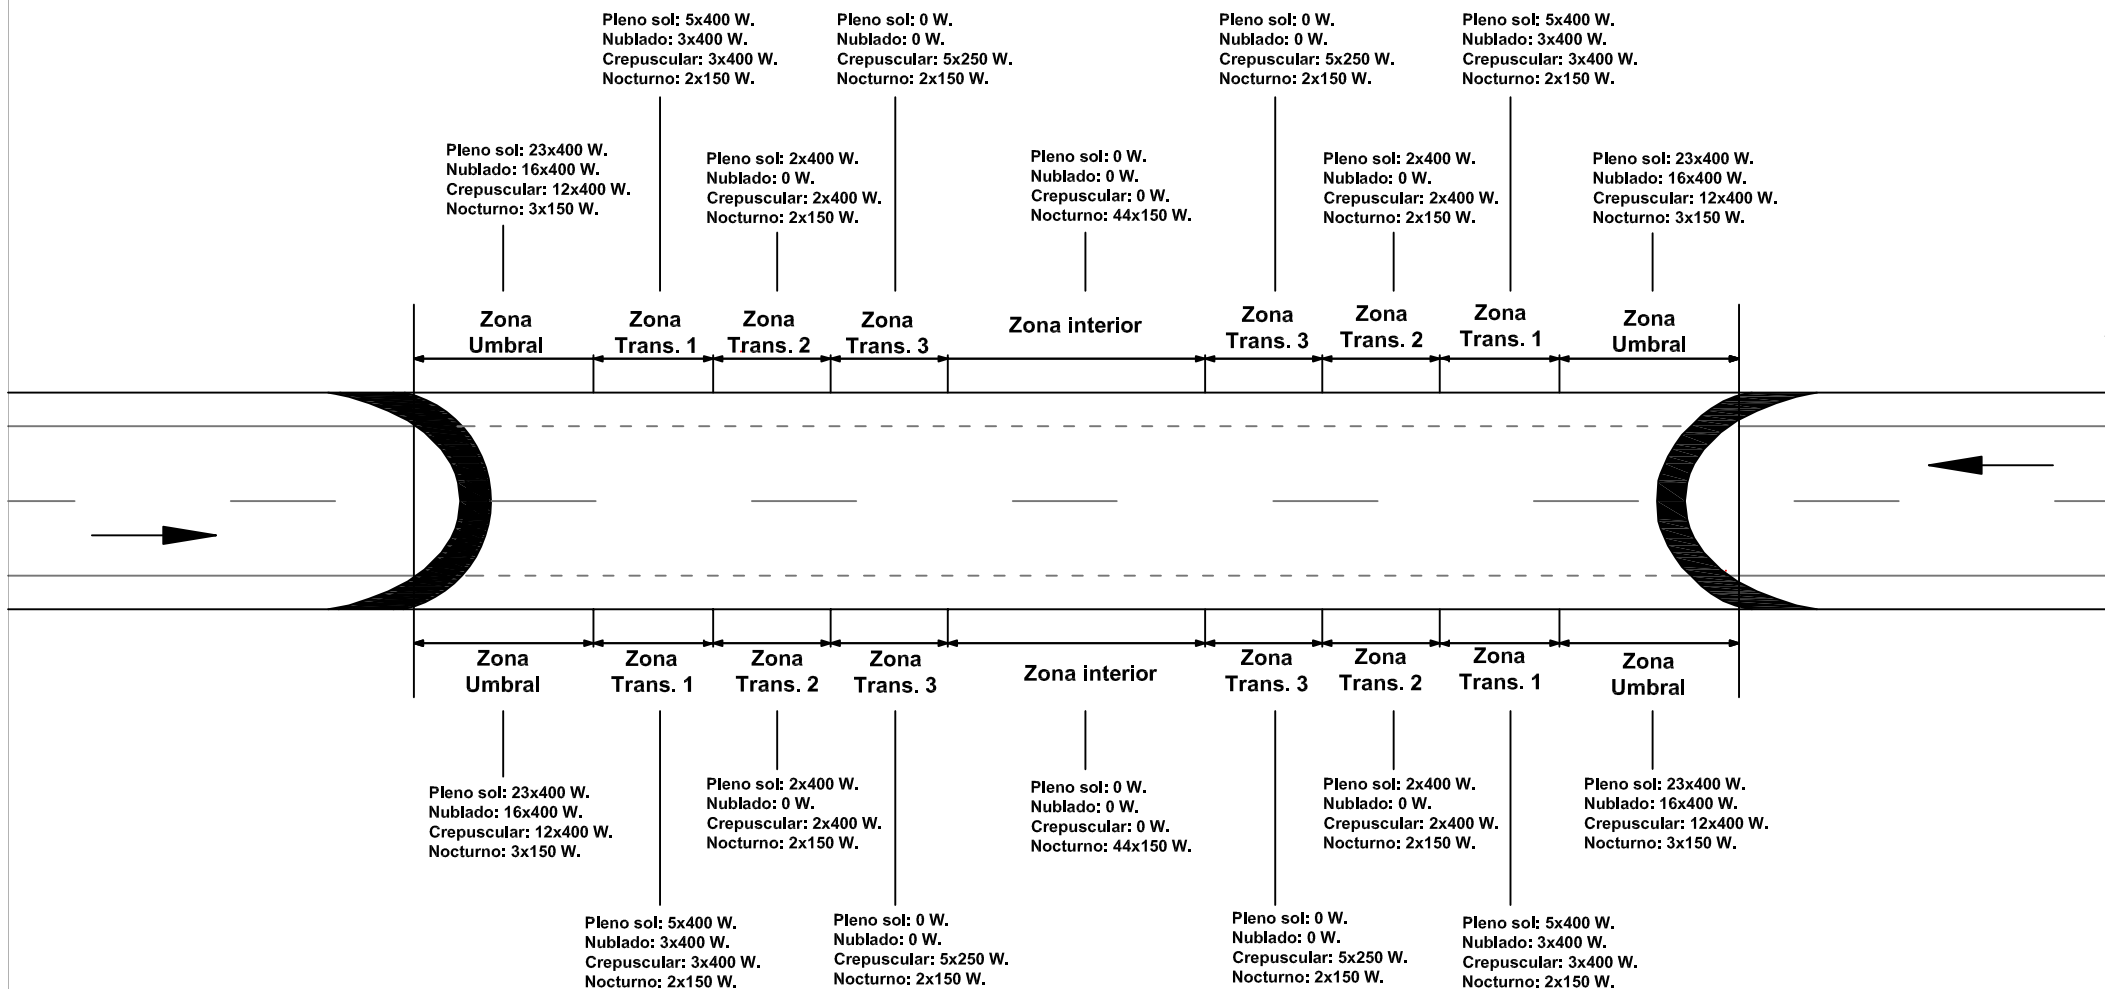 Pleno sol: 5x400 W.
Nublado: 3x400 W.
Crepuscular: 3x400 W.
Nocturno: 2x150 W.
Pleno sol: 0 W.
Nublado: 0 W.
Crepuscular: 5x250 W.
Nocturno: 2x150 W.
Pleno sol: 0 W.
Nublado: 0 W.
Crepuscular: 5x250 W.
Nocturno: 2x150 W.
Pleno sol: 5x400 W.
Nublado: 3x400 W.
Crepuscular: 3x400 W.
Nocturno: 2x150 W.
Pleno sol: 23x400 W.
Nublado: 16x400 W.
Crepuscular: 12x400 W.
Nocturno: 3x150 W.
Pleno sol: 2x400 W.
Nublado: 0 W.
Crepuscular: 2x400 W.
Nocturno: 2x150 W.
Pleno sol: 0 W.
Nublado: 0 W.
Crepuscular: 0 W.
Nocturno: 44x150 W.
Pleno sol: 2x400 W.
Nublado: 0 W.
Crepuscular: 2x400 W.
Nocturno: 2x150 W.
Pleno sol: 23x400 W.
Nublado: 16x400 W.
Crepuscular: 12x400 W.
Nocturno: 3x150 W.
Zona
Umbral
Zona
Trans. 1
Zona
Trans. 2
Zona
Trans. 3
Zona interior
Zona
Trans. 3
Zona
Trans. 2
Zona
Trans. 1
Zona
Umbral
Zona
Umbral
Zona
Trans. 1
Zona
Trans. 2
Zona
Trans. 3
Zona interior
Zona
Trans. 3
Zona
Trans. 2
Zona
Trans. 1
Zona
Umbral
Pleno sol: 23x400 W.
Nublado: 16x400 W.
Crepuscular: 12x400 W.
Nocturno: 3x150 W.
Pleno sol: 2x400 W.
Nublado: 0 W.
Crepuscular: 2x400 W.
Nocturno: 2x150 W.
Pleno sol: 0 W.
Nublado: 0 W.
Crepuscular: 0 W.
Nocturno: 44x150 W.
Pleno sol: 2x400 W.
Nublado: 0 W.
Crepuscular: 2x400 W.
Nocturno: 2x150 W.
Pleno sol: 23x400 W.
Nublado: 16x400 W.
Crepuscular: 12x400 W.
Nocturno: 3x150 W.
Pleno sol: 5x400 W.
Nublado: 3x400 W.
Crepuscular: 3x400 W.
Nocturno: 2x150 W.
Pleno sol: 0 W.
Nublado: 0 W.
Crepuscular: 5x250 W.
Nocturno: 2x150 W.
Pleno sol: 0 W.
Nublado: 0 W.
Crepuscular: 5x250 W.
Nocturno: 2x150 W.
Pleno sol: 5x400 W.
Nublado: 3x400 W.
Crepuscular: 3x400 W.
Nocturno: 2x150 W.